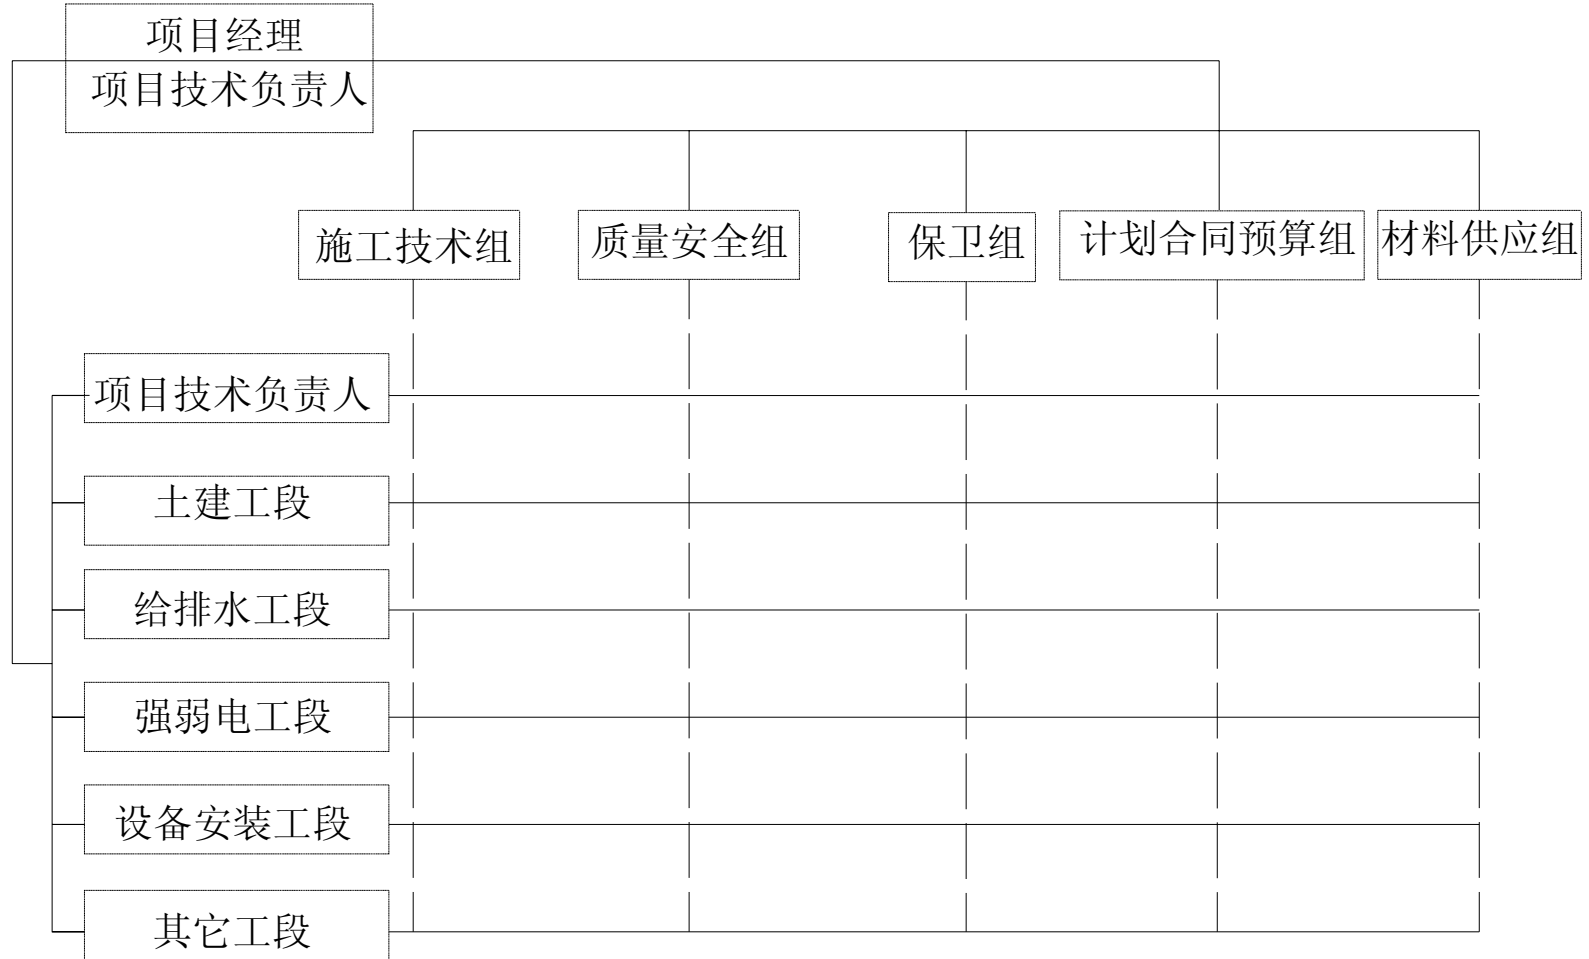 项目经理
项目技术负责人
施工技术组
质量安全组
保卫组
计划合同预算组
材料供应组
项目技术负责人
土建工段
给排水工段
强弱电工段
设备安装工段
其它工段